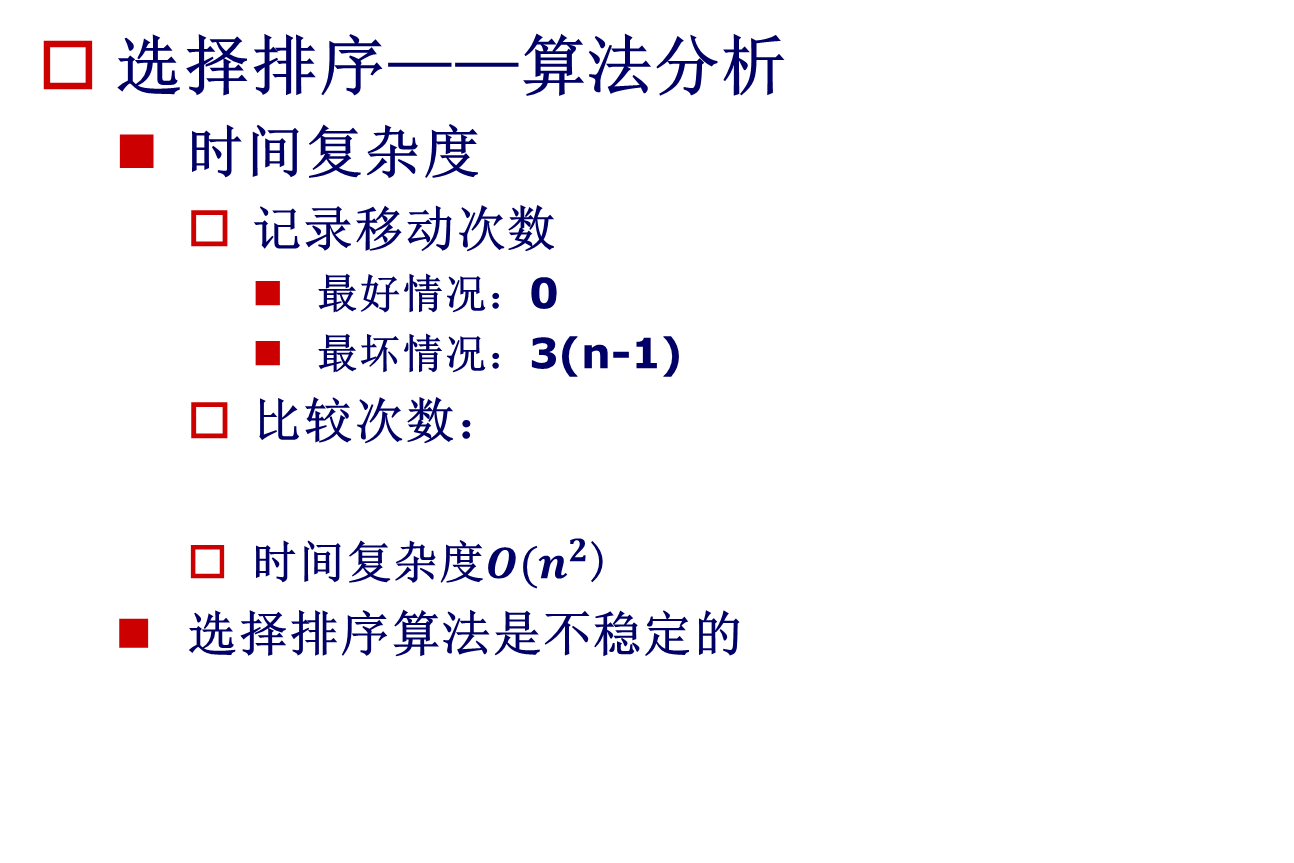 选择排序——算法分析
时间复杂度
记录移动次数
最好情况：0
最坏情况：3(n-1)
比较次数：
时间复杂度O(n²）
选择排序算法是不稳定的